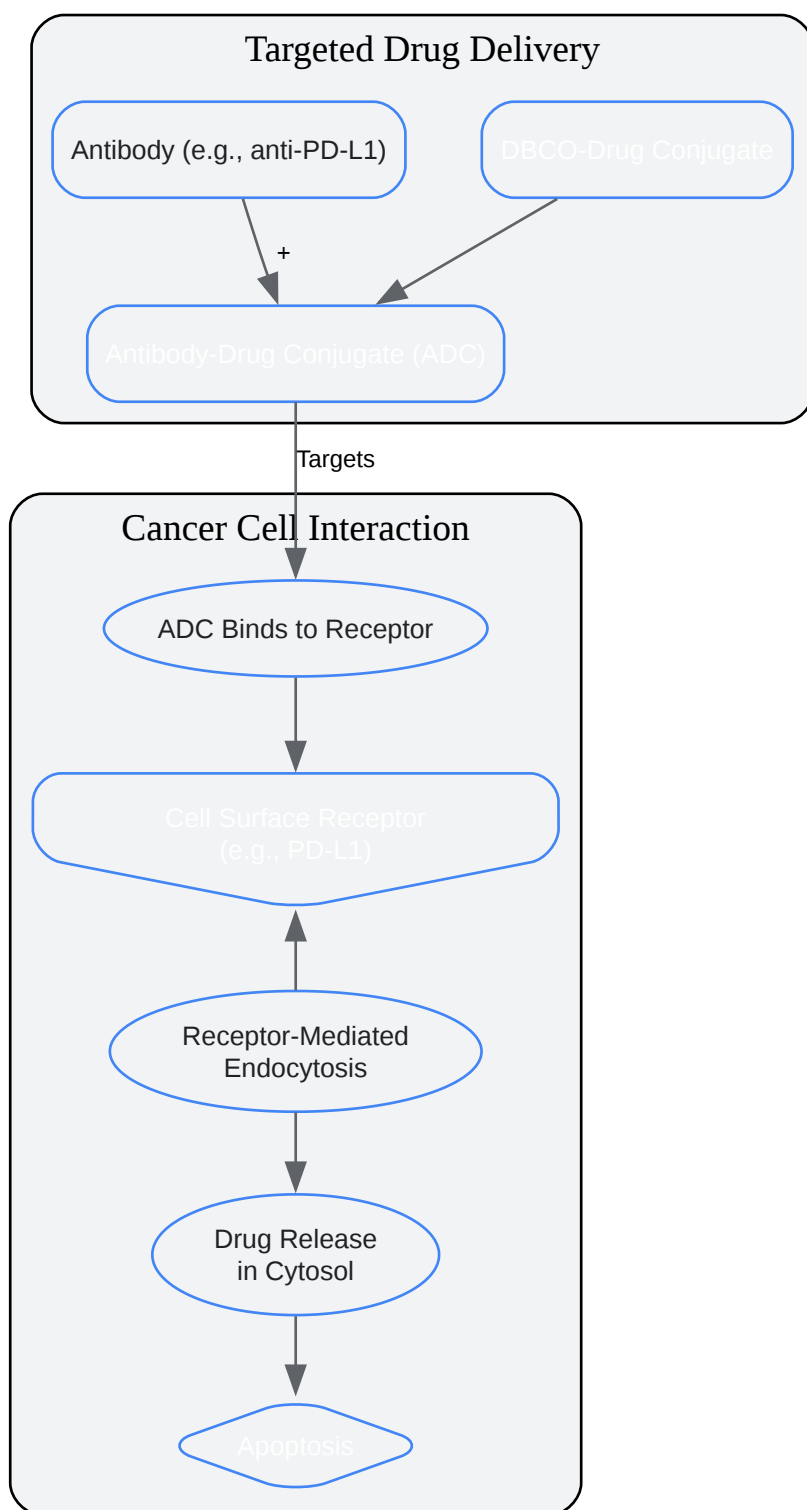 Targeted Drug Delivery
Antibody (e.g., anti-PD-L1)
DBCO-Drug Conjugate
+
Antibody-Drug Conjugate (ADC)
Targets
Cancer Cell Interaction
ADC Binds to Receptor
Cell Surface Receptor
(e.g., PD-L1)
Receptor-Mediated
Endocytosis
Drug Release
in Cytosol
Apoptosis